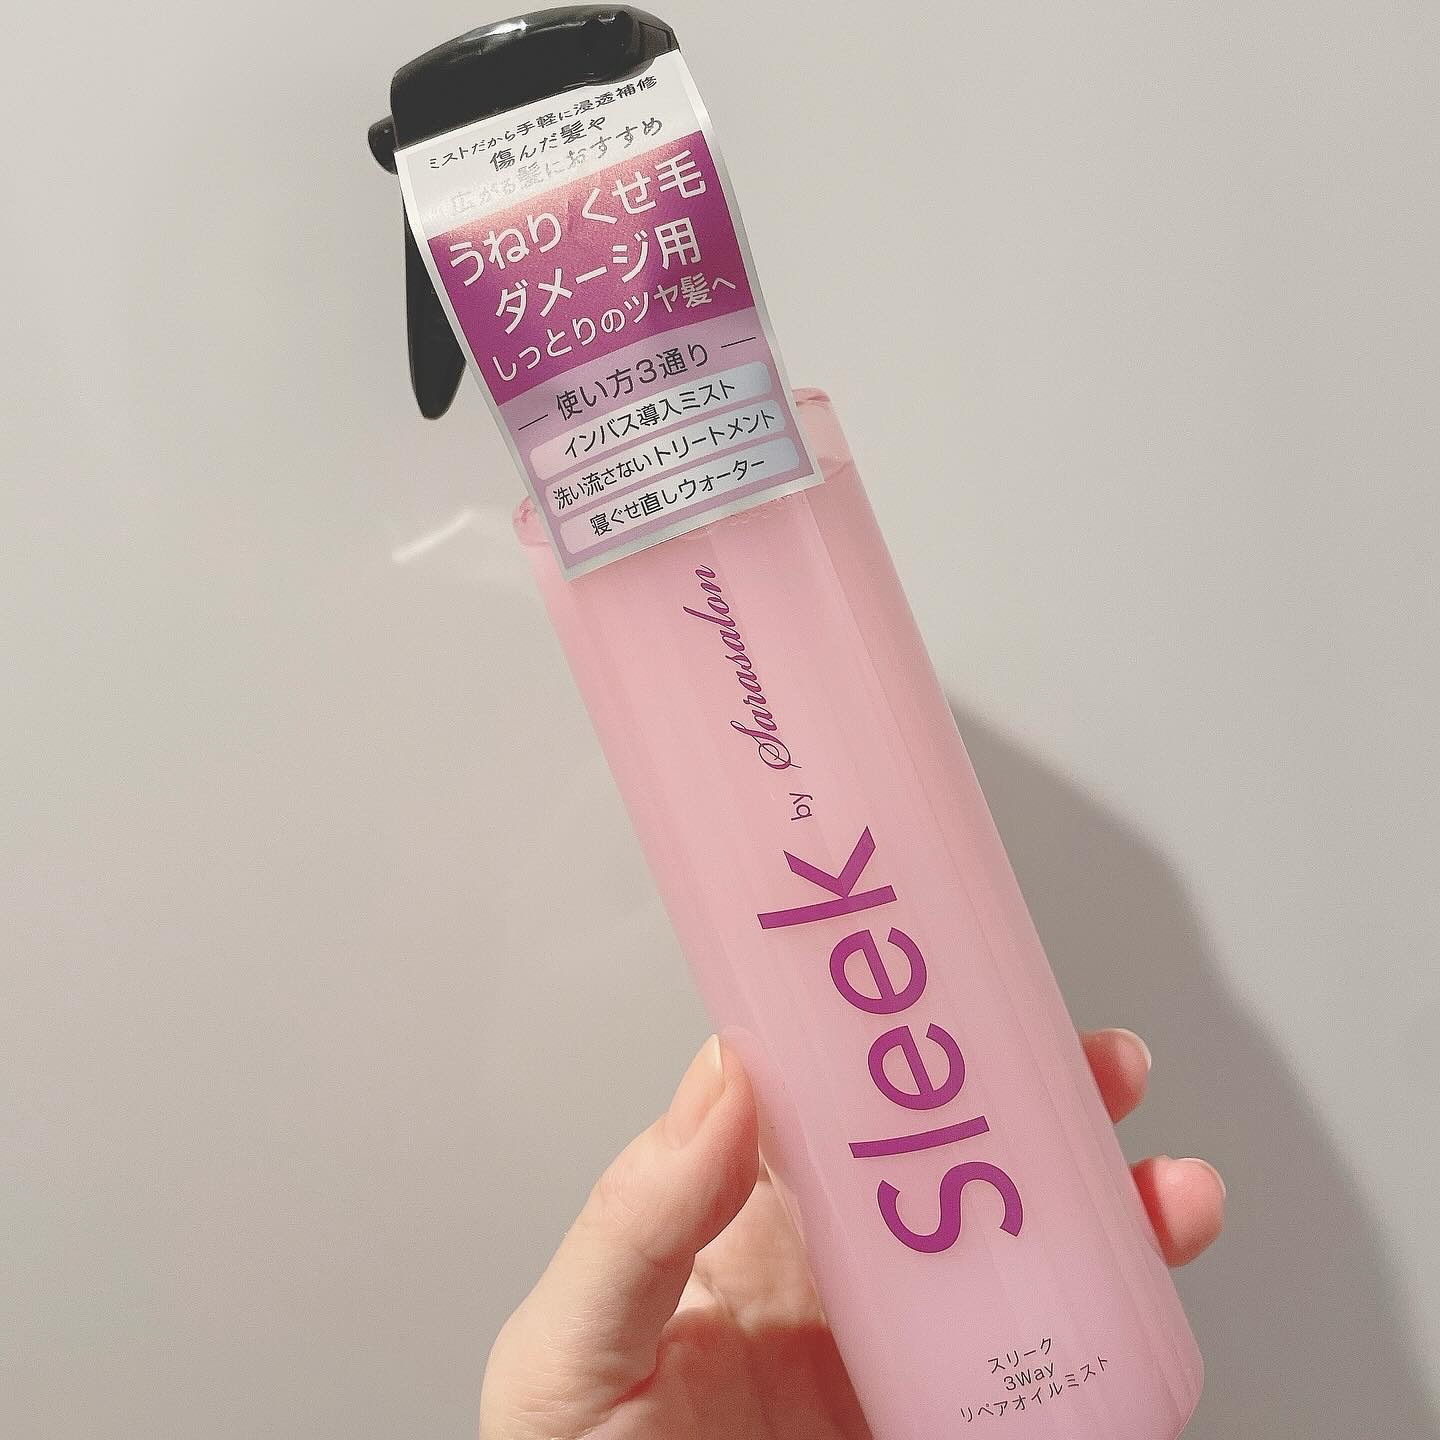 ミストだから手軽に浸透補修
傷んだ髪や
広がる髪におすすめ
うねり くせ毛
ダメージ用
しっとりのツヤ髪へ
使い方3通り
インバス導入ミスト
洗い流さないトリートメント
寝ぐせ直しウォーター
Sleek by Sarasalon
スリーク
3Way
リペアオイルミスト